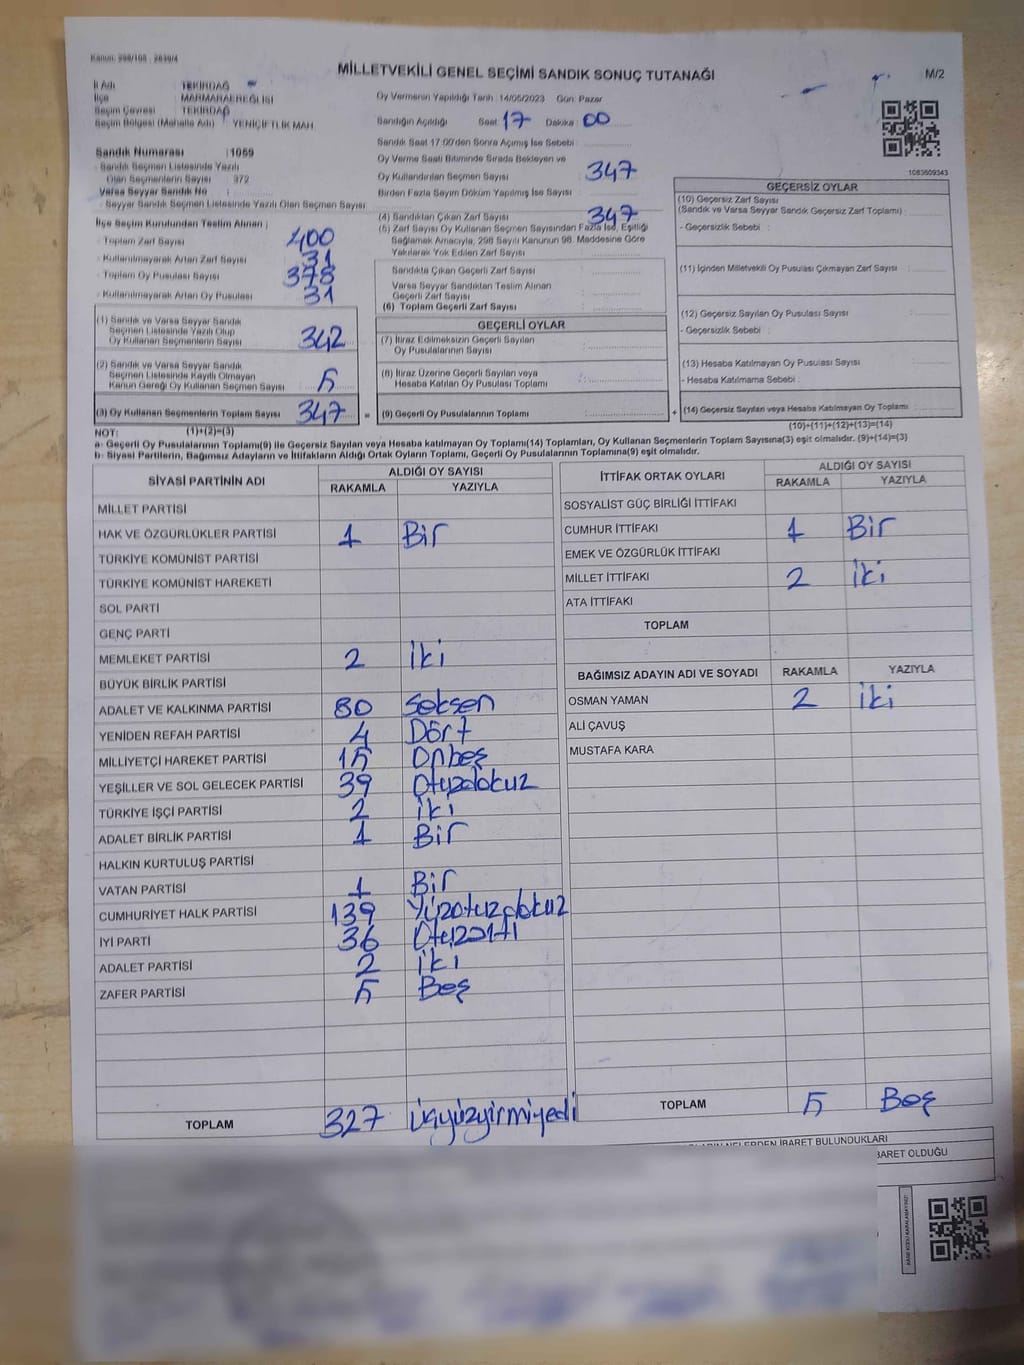 Kanun: 298/105 , 2839/4
MİLLETVEKİLİ GENEL SEÇİMİ SANDIK SONUÇ TUTANAĞI
M/2
İl Adı : TEKİRDAĞ
İlçe : MARMARAEREĞLİSİ
Seçim Çevresi : TEKİRDAĞ
Seçim Bölgesi (Mahalle Adı) : YENİÇİFTLİK MAH.
Sandık Numarası : 1069
- Sandık Seçmen Listesinde Yazılı
Olan Seçmenlerin Sayısı : 372
Varsa Seyyar Sandık No :
- Seyyar Sandık Seçmen Listesinde Yazılı Olan Seçmen Sayısı :
İlçe Seçim Kurulundan Teslim Alınan ;
- Toplam Zarf Sayısı : 400
- Kullanılmayarak Artan Zarf Sayısı : 31
- Toplam Oy Pusulası Sayısı : 378
- Kullanılmayarak Artan Oy Pusulası : 31
(1) Sandık ve Varsa Seyyar Sandık
Seçmen Listesinde Yazılı Olup
Oy Kullanan Seçmenlerin Sayısı : 342
(2) Sandık ve Varsa Seyyar Sandık
Seçmen Listesinde Kayıtlı Olmayan
Kanun Gereği Oy Kullanan Seçmen Sayısı : 5
(3) Oy Kullanan Seçmenlerin Toplam Sayısı : 347
Oy Vermenin Yapıldığı Tarih :14/05/2023 Gün: Pazar
Sandığın Açıldığı Saat : 17 Dakika : 00
Sandık Saat 17:00'den Sonra Açılmış İse Sebebi :
Oy Verme Saati Bitiminde Sırada Bekleyen ve
Oy Kullandırılan Seçmen Sayısı : 347
Birden Fazla Sayım Döküm Yapılmış İse Sayısı :
(4) Sandıktan Çıkan Zarf Sayısı : 347
(5) Zarf Sayısı Oy Kullanan Seçmen Sayısından Fazla İse, Eşitliği
Sağlamak Amacıyla, 298 Sayılı Kanunun 98. Maddesine Göre
Yakılarak Yok Edilen Zarf Sayısı :
Sandıkta Çıkan Geçerli Zarf Sayısı :
Varsa Seyyar Sandıktan Teslim Alınan
Geçerli Zarf Sayısı :
(6) Toplam Geçerli Zarf Sayısı :
GEÇERLİ OYLAR
(7) İtiraz Edilmeksizin Geçerli Sayılan
Oy Pusulalarının Sayısı :
(8) İtiraz Üzerine Geçerli Sayılan veya
Hesaba Katılan Oy Pusulası Toplamı :
= (9) Geçerli Oy Pusulalarının Toplamı :
1083609343
GEÇERSİZ OYLAR
(10) Geçersiz Zarf Sayısı
(Sandık ve Varsa Seyyar Sandık Geçersiz Zarf Toplamı) :
- Geçersizlik Sebebi :
(11) İçinden Milletvekili Oy Pusulası Çıkmayan Zarf Sayısı :
(12) Geçersiz Sayılan Oy Pusulası Sayısı :
- Geçersizlik Sebebi :
(13) Hesaba Katılmayan Oy Pusulası Sayısı :
- Hesaba Katılmama Sebebi :
+ (14) Geçersiz Sayılan veya Hesaba Katılmayan Oy Toplamı :
NOT: (1)+(2)=(3) (10)+(11)+(12)+(13)=(14)
a- Geçerli Oy Pusulalarının Toplamı(9) ile Geçersiz Sayılan veya Hesaba katılmayan Oy Toplamı(14) Toplamları, Oy Kullanan Seçmenlerin Toplam Sayısına(3) eşit olmalıdır. (9)+(14)=(3)
b- Siyasi Partilerin, Bağımsız Adayların ve İttifakların Aldığı Ortak Oyların Toplamı, Geçerli Oy Pusulalarının Toplamına(9) eşit olmalıdır.
SİYASİ PARTİNİN ADI ALDIĞI OY SAYISI
RAKAMLA YAZIYLA
MİLLET PARTİSİ
HAK VE ÖZGÜRLÜKLER PARTİSİ 1 Bir
TÜRKİYE KOMÜNİST PARTİSİ
TÜRKİYE KOMÜNİST HAREKETİ
SOL PARTİ
GENÇ PARTİ
MEMLEKET PARTİSİ 2 iki
BÜYÜK BİRLİK PARTİSİ
ADALET VE KALKINMA PARTİSİ 80 Seksen
YENİDEN REFAH PARTİSİ 4 Dört
MİLLİYETÇİ HAREKET PARTİSİ 15 Onbeş
YEŞİLLER VE SOL GELECEK PARTİSİ 39 Otuzdokuz
TÜRKİYE İŞÇİ PARTİSİ 2 iki
ADALET BİRLİK PARTİSİ 1 Bir
HALKIN KURTULUŞ PARTİSİ
VATAN PARTİSİ 1 Bir
CUMHURİYET HALK PARTİSİ 139 Yüzotuzdokuz
İYİ PARTİ 36 Otuzaltı
ADALET PARTİSİ 2 iki
ZAFER PARTİSİ 5 Beş
TOPLAM 327 üçyüzyirmiyedi
İTTİFAK ORTAK OYLARI ALDIĞI OY SAYISI
RAKAMLA YAZIYLA
SOSYALİST GÜÇ BİRLİĞİ İTTİFAKI
CUMHUR İTTİFAKI 1 Bir
EMEK VE ÖZGÜRLÜK İTTİFAKI
MİLLET İTTİFAKI 2 iki
ATA İTTİFAKI
TOPLAM
BAĞIMSIZ ADAYIN ADI VE SOYADI RAKAMLA YAZIYLA
OSMAN YAMAN 2 iki
ALİ ÇAVUŞ
MUSTAFA KARA
TOPLAM 5 Beş
NELERDEN İBARET BULUNDUKLARI
İBARET OLDUĞU